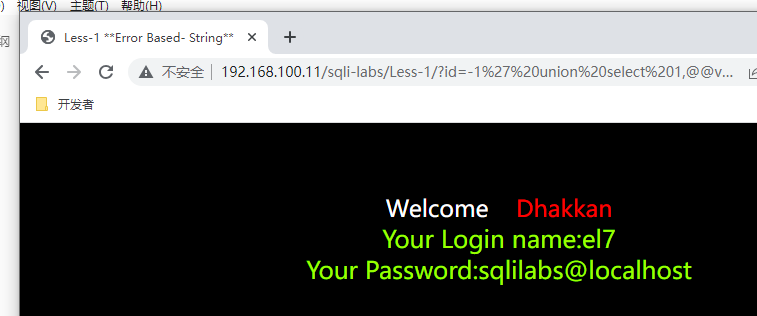 ) 视图(V) 主题(T) 帮助(H)
Less-1 **Error Based- String**
不安全 192.168.100.11/sqli-labs/Less-1/?id=-1%27%20union%20select%201,@@v...
开发者
Welcome Dhakkan
Your Login name:el7
Your Password:sqlilabs@localhost